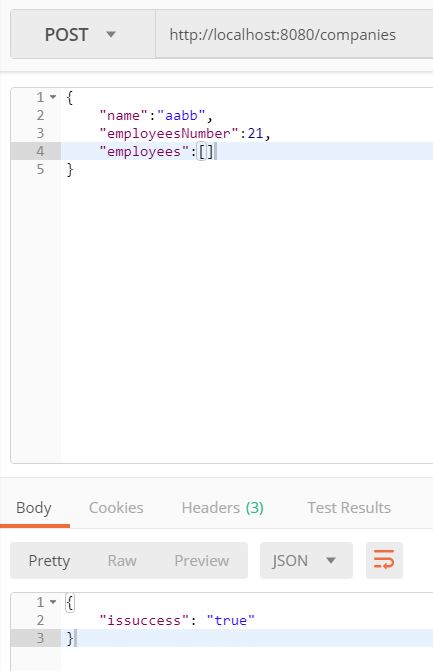 POST http://localhost:8080/companies
1 {
2 "name":"aabb",
3 "employeesNumber":21,
4 "employees":[]
5 }
Body Cookies Headers (3) Test Results
Pretty Raw Preview JSON
1 {
2 "issuccess": "true"
3 }